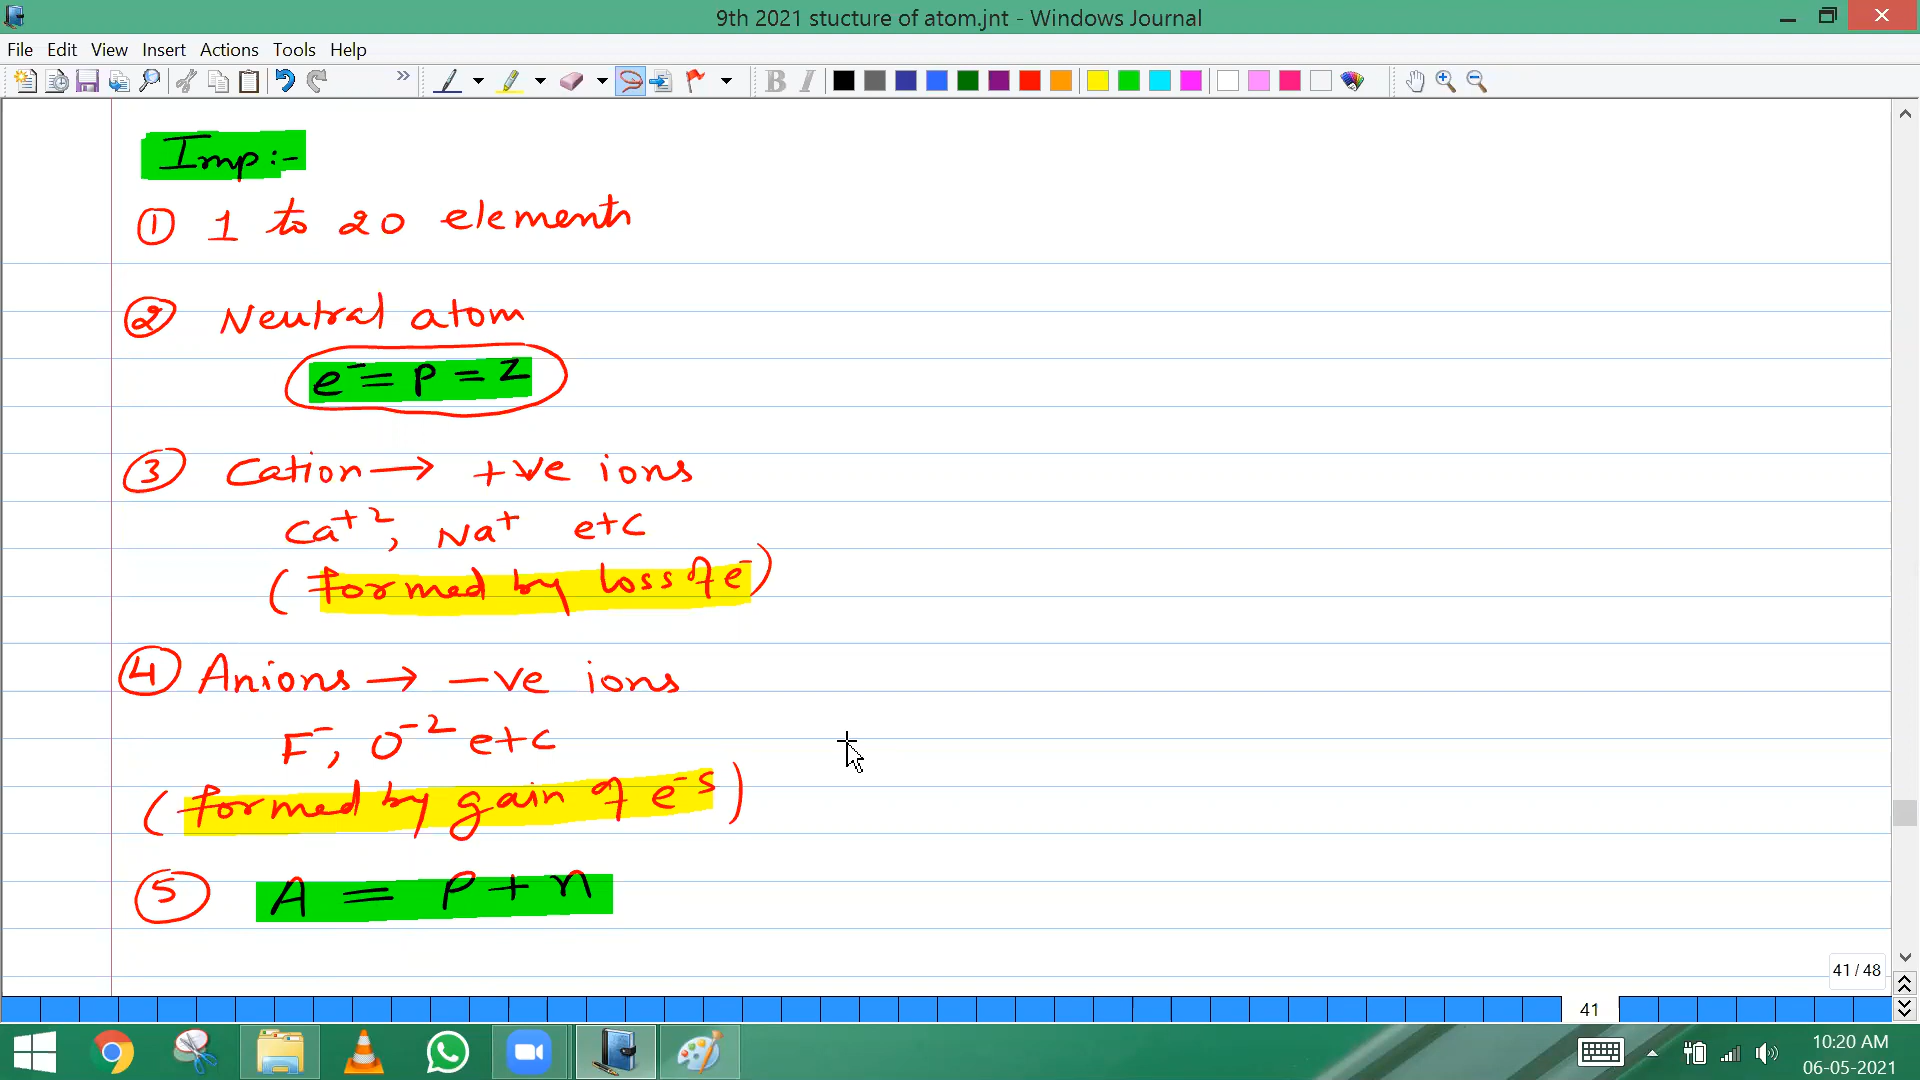 9th 2021 stucture of atom.jnt - Windows Journal
File Edit View Insert Actions Tools Help
B I
Imp:-
① 1 to 20 elements
② Neutral atom
e⁻ = p = Z
③ Cation → +ve ions
Ca⁺², Na⁺ etc
(formed by loss of e⁻)
④ Anions → -ve ions
F⁻, O⁻² etc
(formed by gain of e⁻s)
⑤ A = P + n
41 / 48
41
10:20 AM
06-05-2021